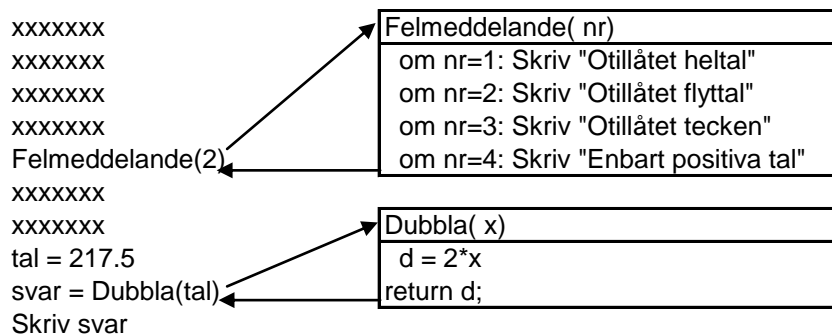 xxxxxxx
xxxxxxx
xxxxxxx
xxxxxxx
Felmeddelande(2)
xxxxxxx
xxxxxxx
tal = 217.5
svar = Dubbla(tal)
Skriv svar
Felmeddelande( nr)
om nr=1: Skriv "Otillåtet heltal"
om nr=2: Skriv "Otillåtet flyttal"
om nr=3: Skriv "Otillåtet tecken"
om nr=4: Skriv "Enbart positiva tal"
Dubbla( x)
d = 2*x
return d;